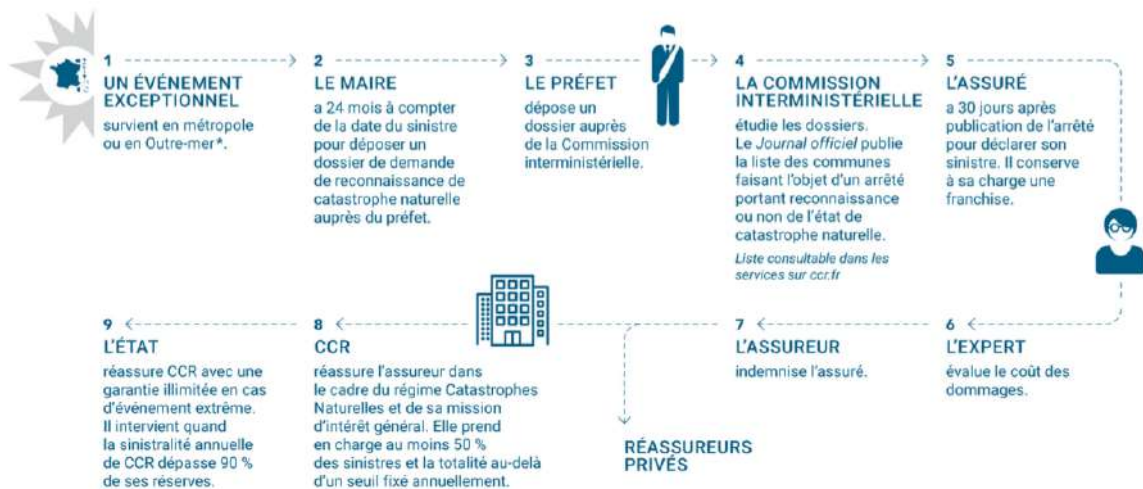 1
UN ÉVÉNEMENT
EXCEPTIONNEL
survient en métropole
ou en Outre-mer*.
2
LE MAIRE
a 24 mois à compter
de la date du sinistre
pour déposer un
dossier de demande
de reconnaissance de
catastrophe naturelle
auprès du préfet.
3
LE PRÉFET
dépose un
dossier auprès
de la Commission
interministérielle.
4
LA COMMISSION
INTERMINISTÉRIELLE
étudie les dossiers.
Le Journal officiel publie
la liste des communes
faisant l'objet d'un arrêté
portant reconnaissance
ou non de l'état de
catastrophe naturelle.
Liste consultable dans les
services sur ccr.fr
5
L'ASSURÉ
a 30 jours après
publication de l'arrêté
pour déclarer son
sinistre. Il conserve
à sa charge une
franchise.
6
L'EXPERT
évalue le coût des
dommages.
7
L'ASSUREUR
indemnise l'assuré.
RÉASSUREURS
PRIVÉS
8
CCR
réassure l'assureur dans
le cadre du régime Catastrophes
Naturelles et de sa mission
d'intérêt général. Elle prend
en charge au moins 50 %
des sinistres et la totalité au-delà
d'un seuil fixé annuellement.
9
L'ÉTAT
réassure CCR avec une
garantie illimitée en cas
d'événement extrême.
Il intervient quand
la sinistralité annuelle
de CCR dépasse 90 %
de ses réserves.